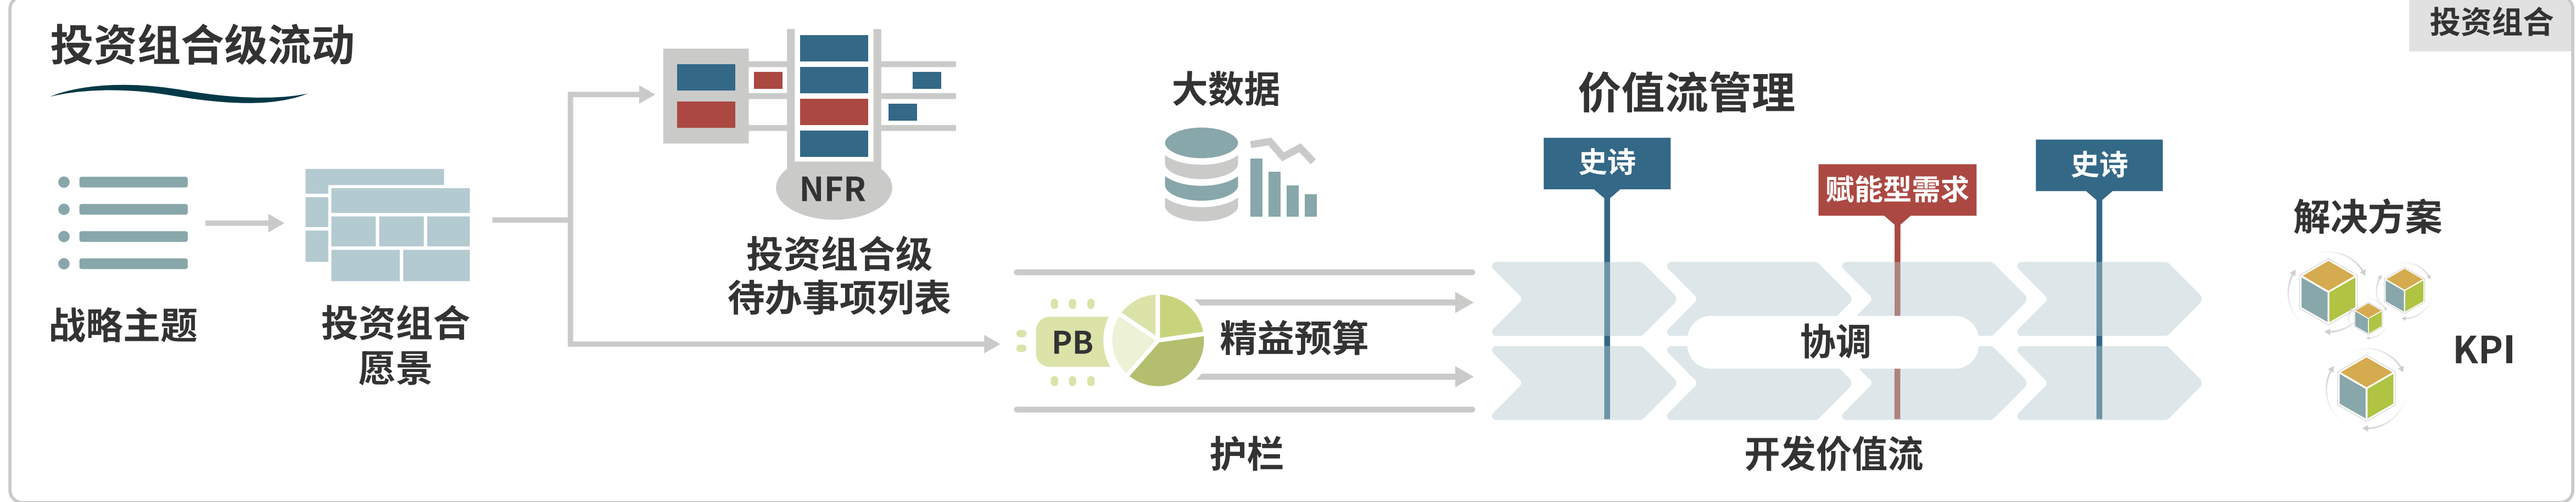 投资组合级流动
投资组合
战略主题
投资组合
愿景
NFR
投资组合级
待办事项列表
大数据
PB
精益预算
护栏
价值流管理
史诗
赋能型需求
史诗
协调
开发价值流
解决方案
KPI